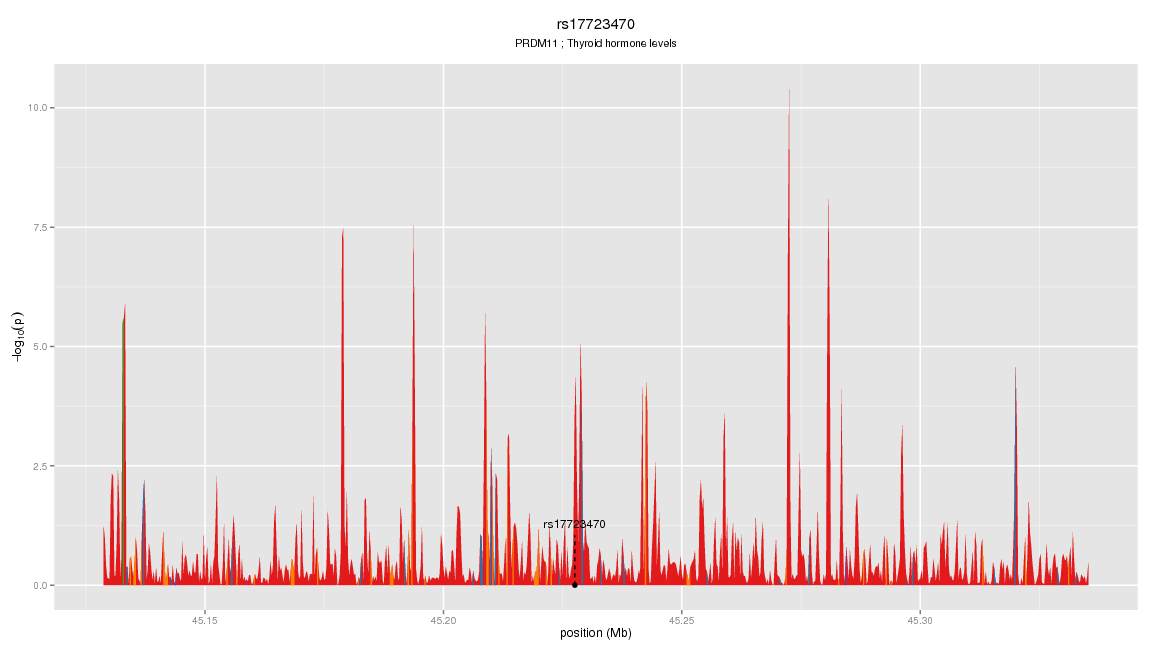 rs17723470
PRDM11 ; Thyroid hormone levels
10.0
7.5
5.0
2.5
0.0
−log10(p)
rs17723470
45.15
45.20
45.25
45.30
position (Mb)